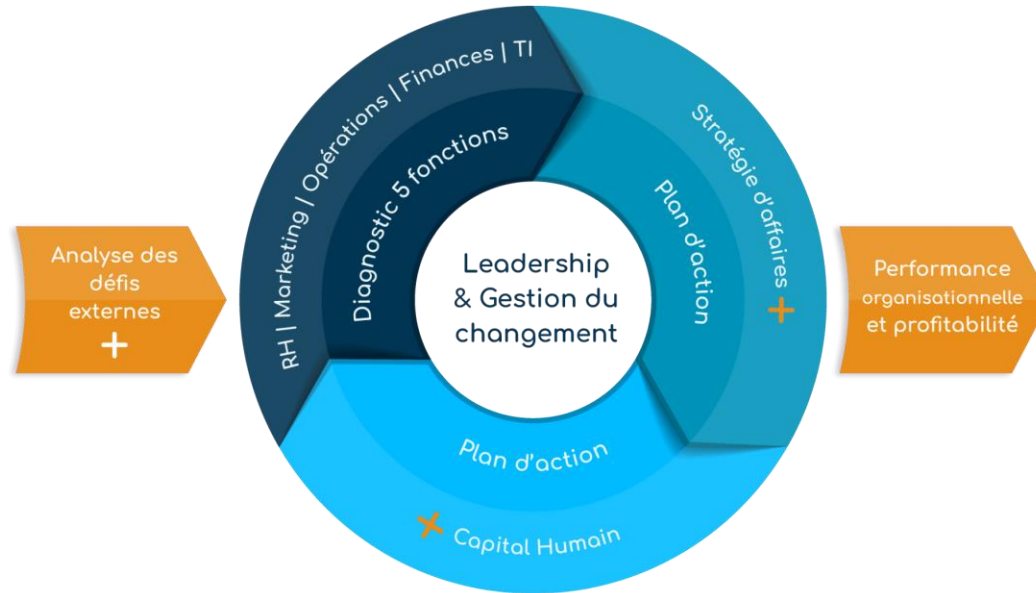 Analyse des
défis
externes
+
RH | Marketing | Opérations | Finances | TI
Diagnostic 5 fonctions
Stratégie d'affaires +
Plan d'action
Leadership
& Gestion du
changement
Plan d'action
+ Capital Humain
Performance
organisationnelle
et profitabilité